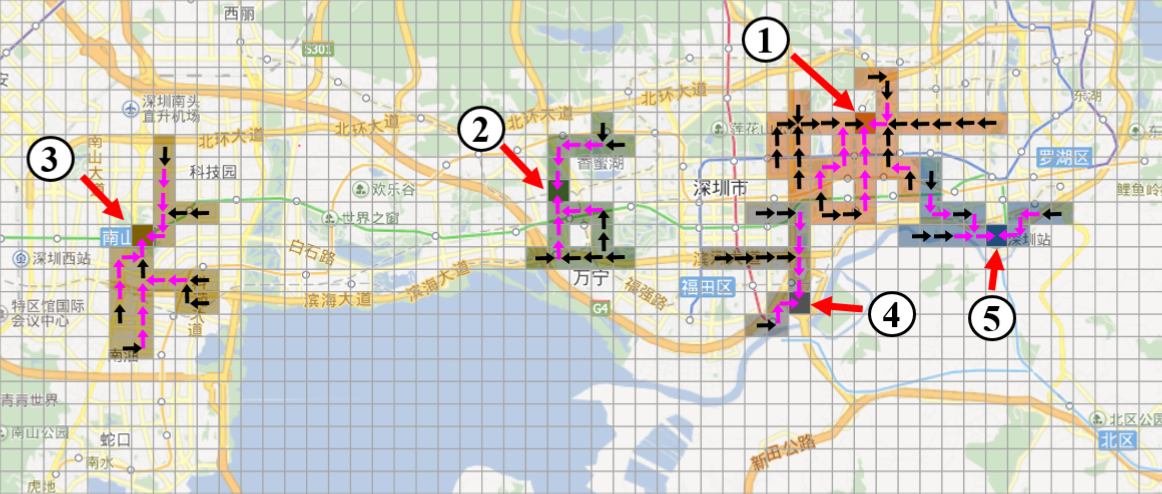 西丽
S301
安
深圳南头
直升机场
北环大道
北环大道
北环大道
北环大道
东湖
莲花山
南山大道
科技园
香蜜湖
罗湖区
欢乐谷
深圳市
鲤鱼岭
世界之窗
南山
白石路
深圳站
深圳西站
滨海大道
滨海大道
滨海大道
万宁
福强路
福田区
G4
特区馆国际
会议中心
大道
南油
青青世界
南山公园
蛇口
南水
虎地
新田公路
北区公园
北区
1
2
3
4
5